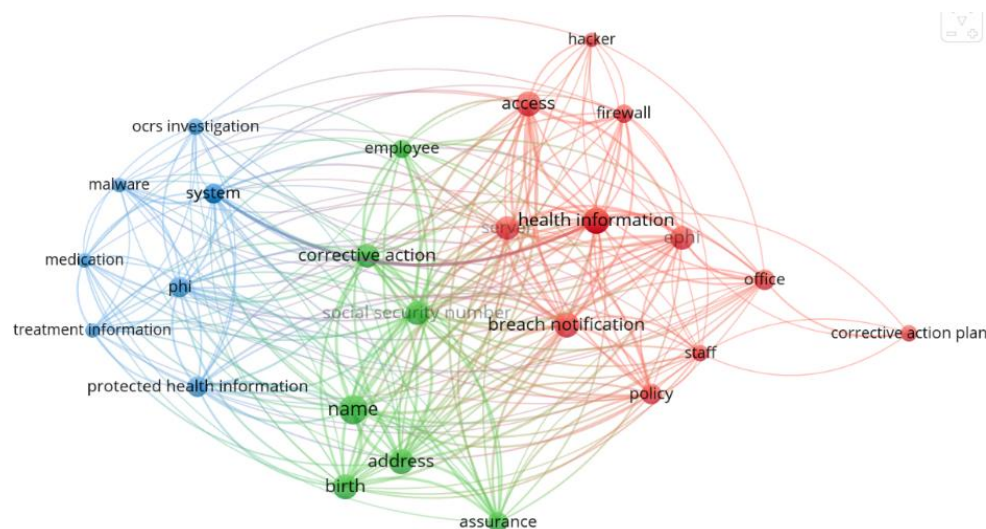 hacker
access
firewall
ocrs investigation
employee
malware
system
health information
server
ephi
corrective action
medication
office
phi
social security number
breach notification
treatment information
corrective action plan
staff
protected health information
policy
name
address
birth
assurance